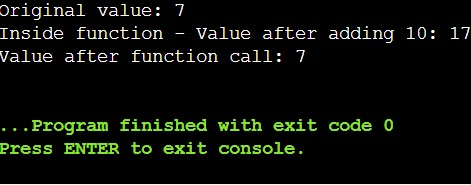 Original value: 7
Inside function - Value after adding 10: 17
Value after function call: 7
...Program finished with exit code 0
Press ENTER to exit console.